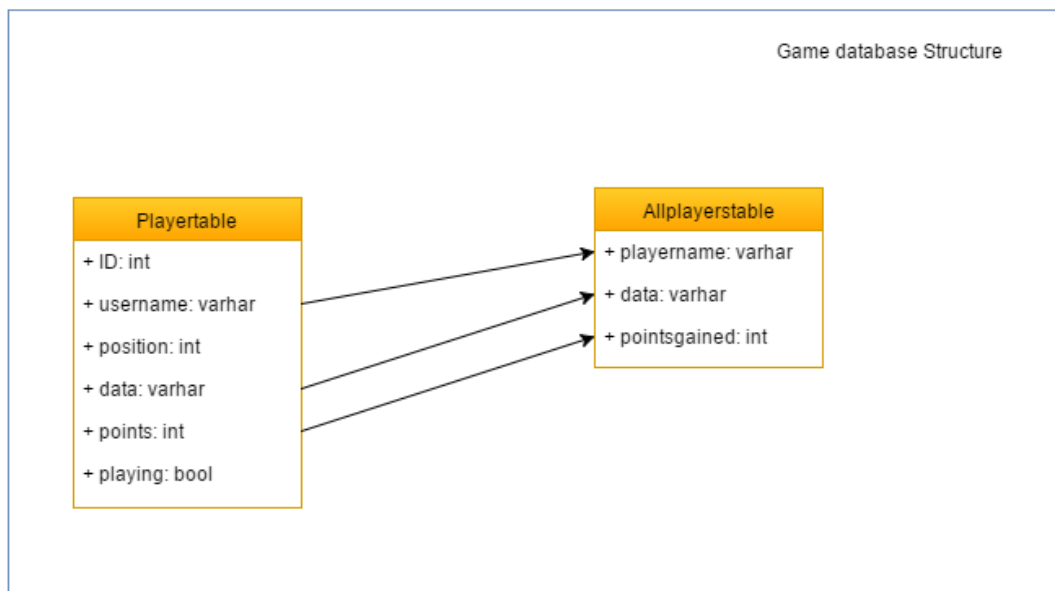 Game database Structure
Playertable
+ ID: int
+ username: varhar
+ position: int
+ data: varhar
+ points: int
+ playing: bool
Allplayerstable
+ playername: varhar
+ data: varhar
+ pointsgained: int